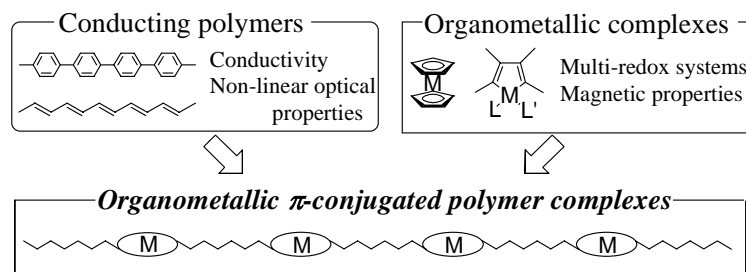 Conducting polymers
Conductivity
Non-linear optical
properties
Organometallic complexes
M
M
L L'
Multi-redox systems
Magnetic properties
Organometallic π-conjugated polymer complexes
M M M M